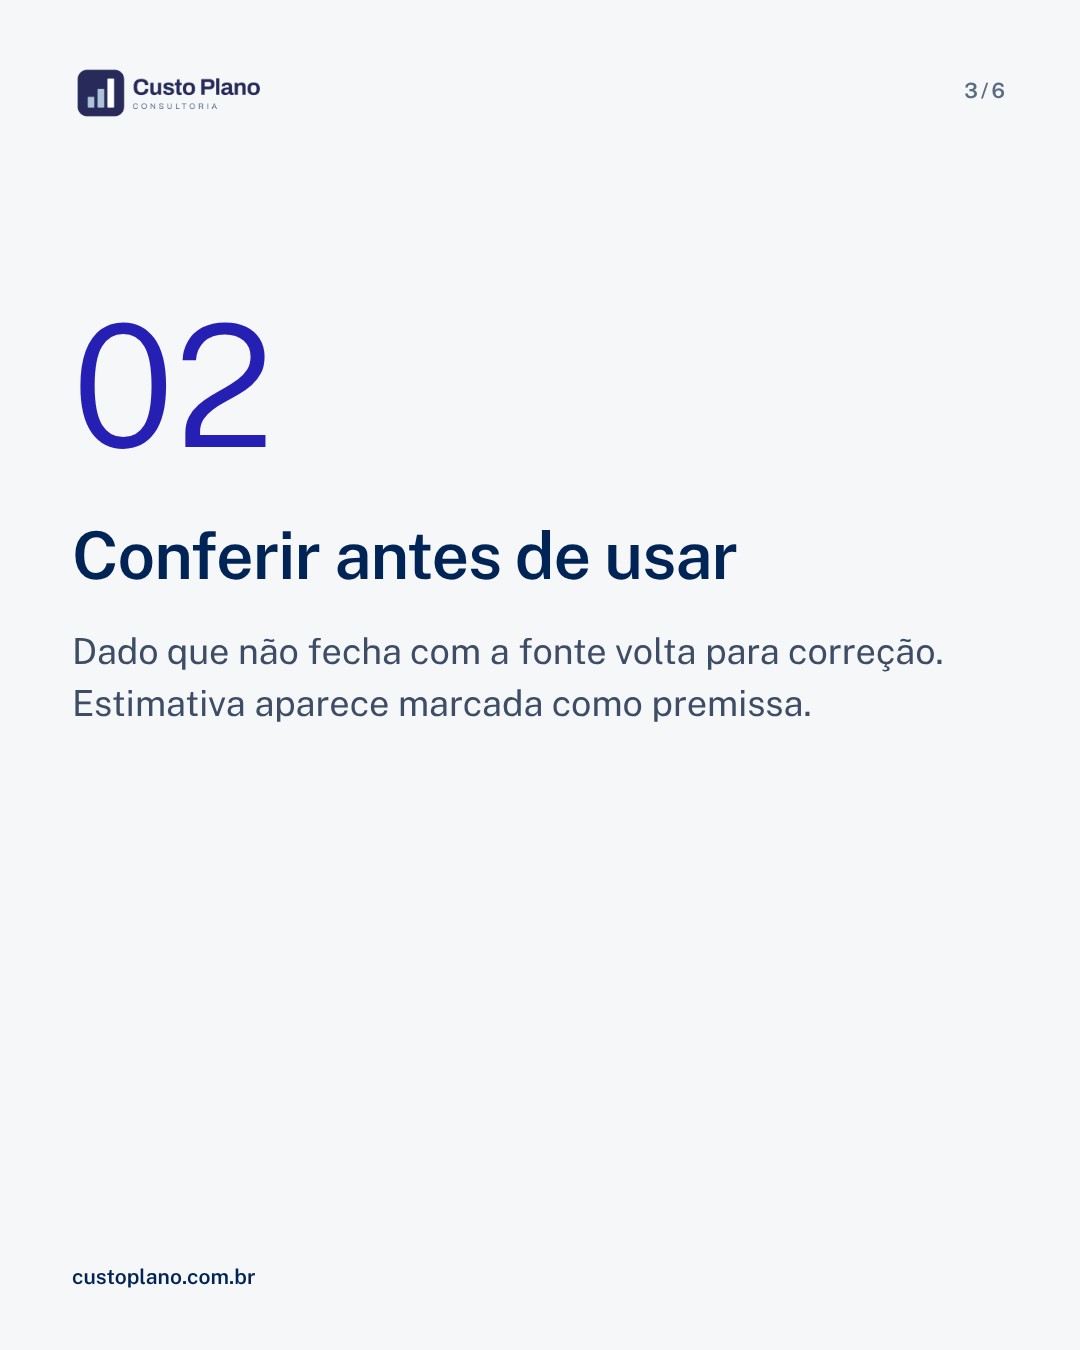 Custo Plano
CONSULTORIA
3/6
02
Conferir antes de usar
Dado que não fecha com a fonte volta para correção.
Estimativa aparece marcada como premissa.
custoplano.com.br